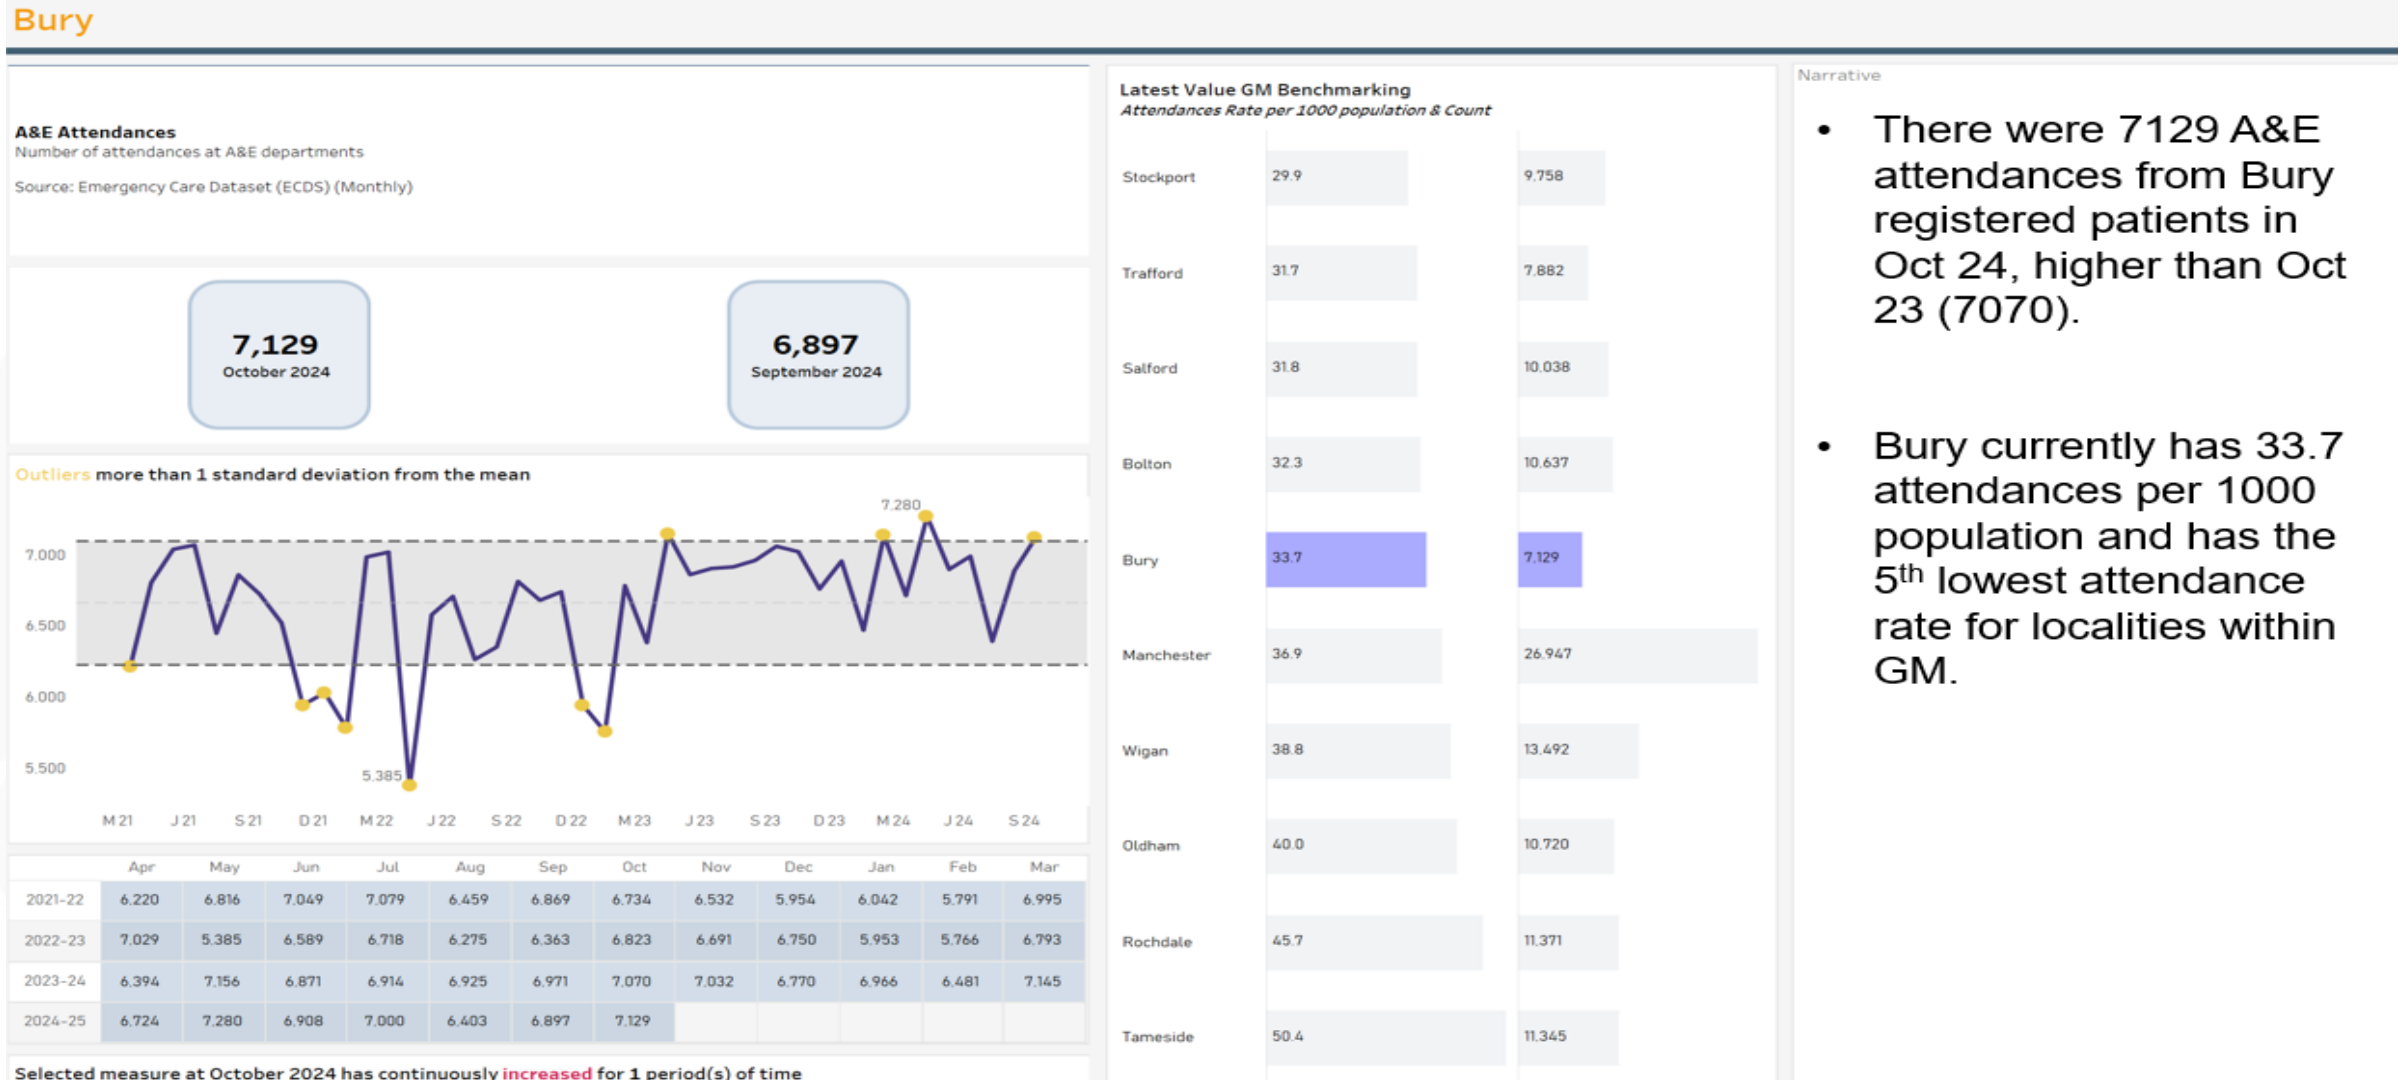 Bury
A&E Attendances
Number of attendances at A&E departments
Source: Emergency Care Dataset (ECDS) (Monthly)
7,129
October 2024
6,897
September 2024
Outliers more than 1 standard deviation from the mean
7.280
7.000
6.500
6.000
5.500
5.385
M 21 J 21 S 21 D 21 M 22 J 22 S 22 D 22 M 23 J 23 S 23 D 23 M 24 J 24 S 24
Apr May Jun Jul Aug Sep Oct Nov Dec Jan Feb Mar
2021-22 6.220 6.816 7.049 7.079 6.459 6.869 6.734 6.532 5.954 6.042 5.791 6.995
2022-23 7.029 5.385 6.589 6.718 6.275 6.363 6.823 6.691 6.750 5.953 5.766 6.793
2023-24 6.394 7.156 6.871 6.914 6.925 6.971 7.070 7.032 6.770 6.966 6.481 7.145
2024-25 6.724 7.280 6.908 7.000 6.403 6.897 7.129
Selected measure at October 2024 has continuously increased for 1 period(s) of time
Latest Value GM Benchmarking
Attendances Rate per 1000 population & Count
Stockport 29.9 9.758
Trafford 31.7 7.882
Salford 31.8 10.038
Bolton 32.3 10.637
Bury 33.7 7.129
Manchester 36.9 26.947
Wigan 38.8 13.492
Oldham 40.0 10.720
Rochdale 45.7 11.371
Tameside 50.4 11.345
Narrative
• There were 7129 A&E
attendances from Bury
registered patients in
Oct 24, higher than Oct
23 (7070).
• Bury currently has 33.7
attendances per 1000
population and has the
5th lowest attendance
rate for localities within
GM.